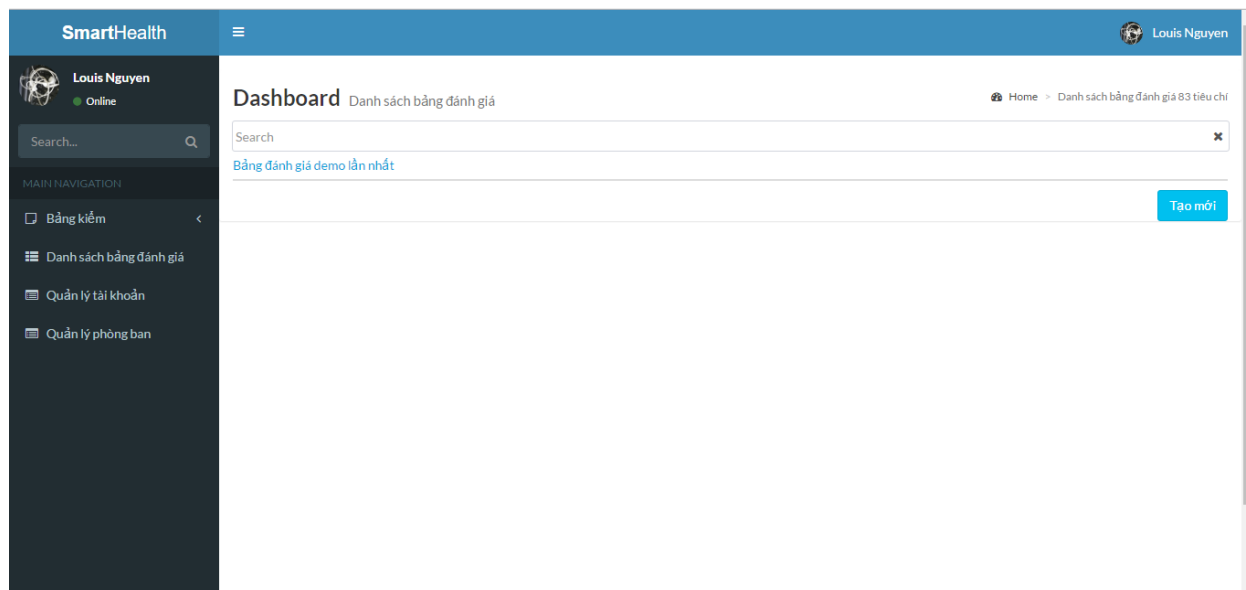 SmartHealth
Louis Nguyen
Louis Nguyen
Online
Search...
MAIN NAVIGATION
Bảng kiểm
Danh sách bảng đánh giá
Quản lý tài khoản
Quản lý phòng ban
Dashboard Danh sách bảng đánh giá
Home > Danh sách bảng đánh giá 83 tiêu chí
Search
Bảng đánh giá demo lần nhất
Tạo mới